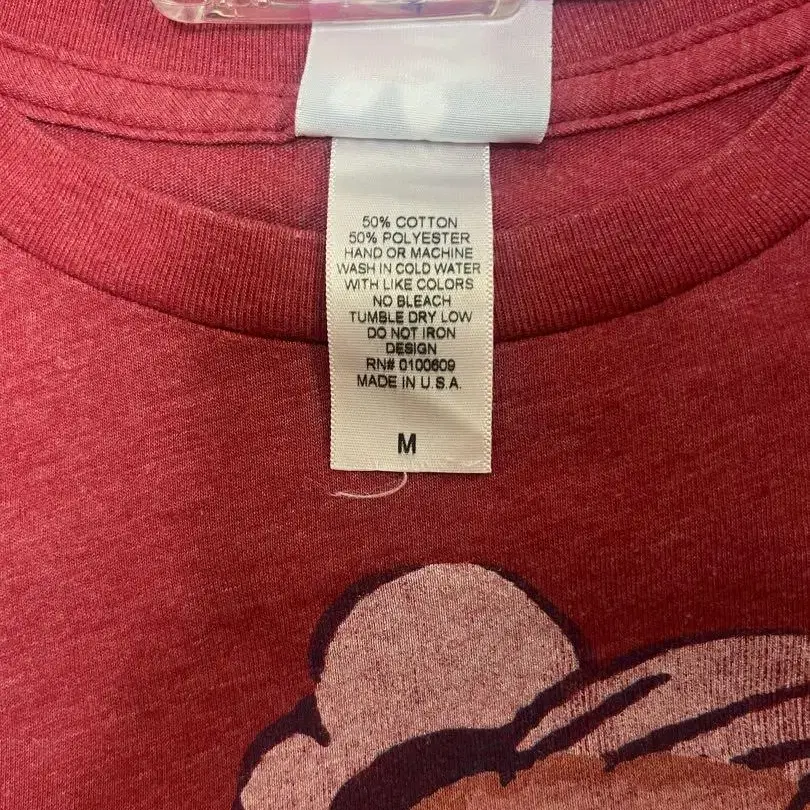 50% COTTON
50% POLYESTER
HAND OR MACHINE
WASH IN COLD WATER
WITH LIKE COLORS
NO BLEACH
TUMBLE DRY LOW
DO NOT IRON
DESIGN
RN# 0100609
MADE IN U.S.A.
M